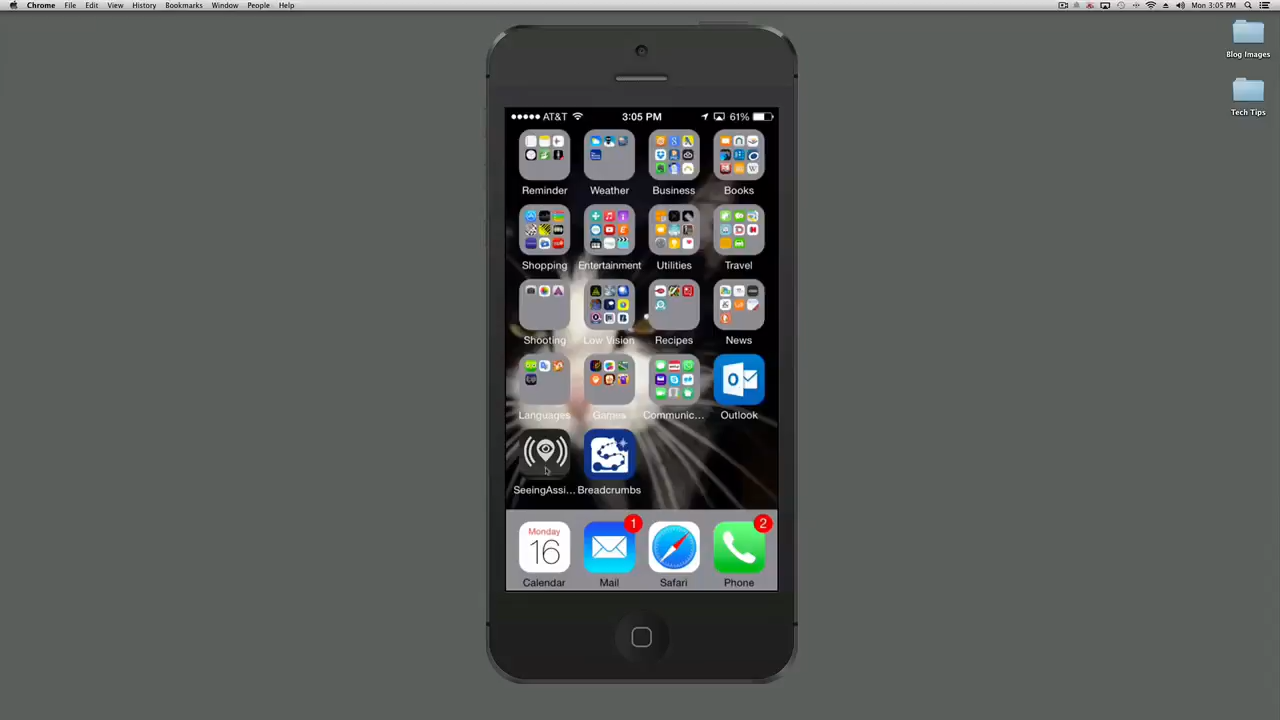 Chrome File Edit View History Bookmarks Window People Help Mon 3:05 PM
Blog Images
Tech Tips
AT&T 3:05 PM 61%
Reminder Weather Business Books
Shopping Entertainment Utilities Travel
Shooting Low Vision Recipes News
Languages Games Communic... Outlook
SeeingAssi... Breadcrumbs
Monday
16
1
2
Calendar Mail Safari Phone